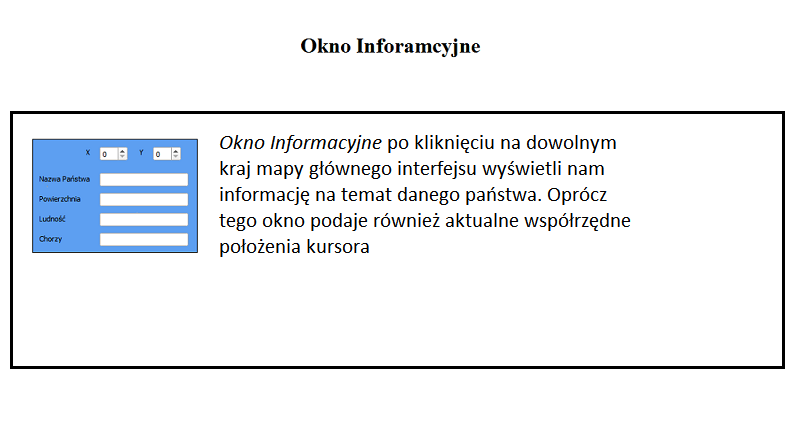 Okno Inforamcyjne
X 0 Y 0
Nazwa Państwa
Powierzchnia
Ludność
Chorzy
Okno Informacyjne po kliknięciu na dowolnym
kraj mapy głównego interfejsu wyświetli nam
informację na temat danego państwa. Oprócz
tego okno podaje również aktualne współrzędne
położenia kursora